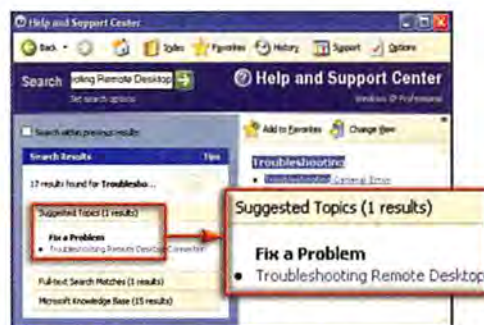 Help and Support Center
Back
Index Favorites History Support Options
Search oting Remote Desktop
Help and Support Center
Set search options
Windows XP Professional
Search within previous results
Add to Favorites Change View
Search Results Tips
Troubleshooting
17 results found for Troublesho...
Troubleshooting General Error
Suggested Topics (1 results)
Fix a Problem
Troubleshooting Remote Desktop
Suggested Topics (1 results)
Fix a Problem
• Troubleshooting Remote Desktop
Full-text Search Matches (1 results)
Microsoft Knowledge Base (15 results)